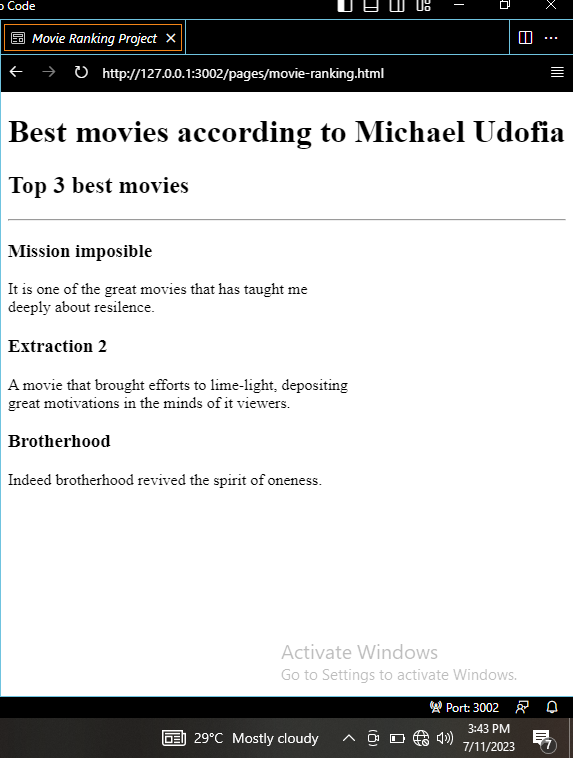 o Code
Movie Ranking Project
http://127.0.0.1:3002/pages/movie-ranking.html
Best movies according to Michael Udofia
Top 3 best movies
Mission imposible
It is one of the great movies that has taught me
deeply about resilence.
Extraction 2
A movie that brought efforts to lime-light, depositing
great motivations in the minds of it viewers.
Brotherhood
Indeed brotherhood revived the spirit of oneness.
Activate Windows
Go to Settings to activate Windows.
Port: 3002
29°C Mostly cloudy
3:43 PM
7/11/2023
7